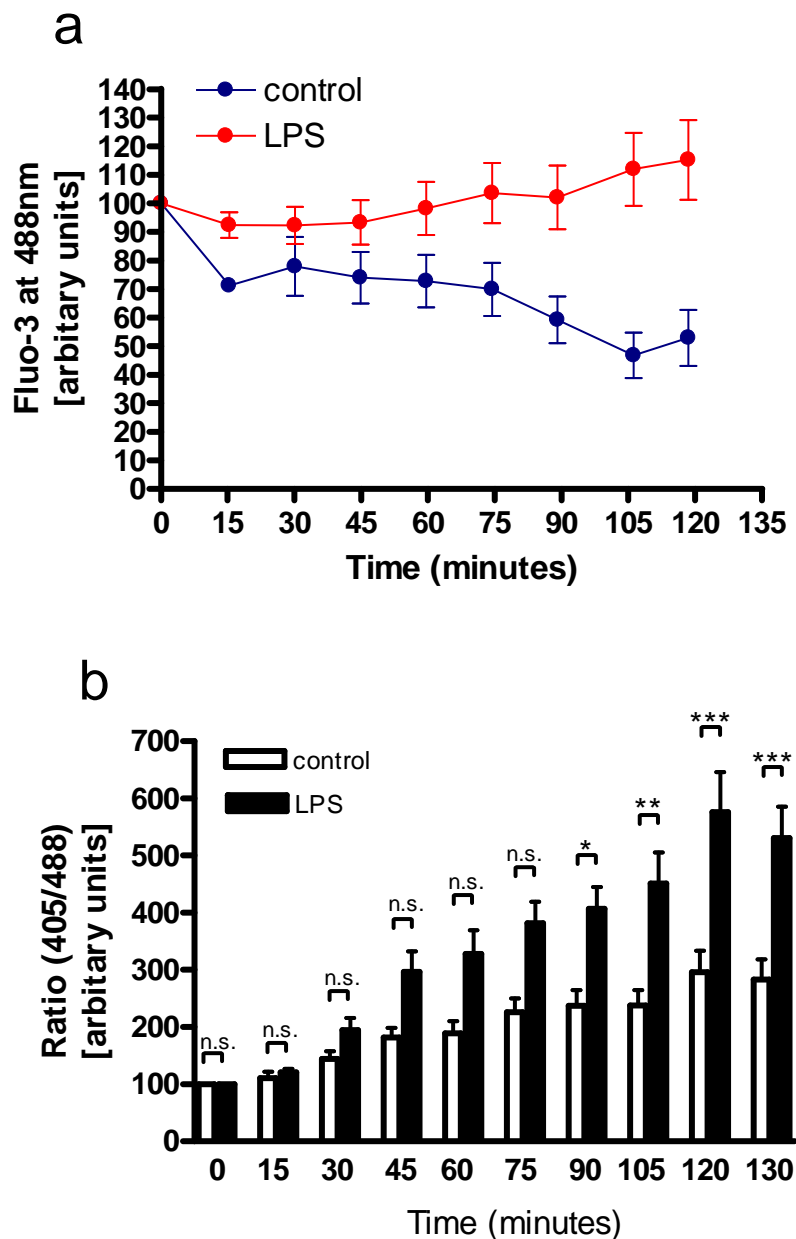 a
control
LPS
140
130
120
110
100
90
80
70
60
50
40
30
20
10
0
Fluo-3 at 488nm
[arbitary units]
0 15 30 45 60 75 90 105 120 135
Time (minutes)
b
control
LPS
700
600
500
400
300
200
100
0
Ratio (405/488)
[arbitary units]
n.s. n.s. n.s. n.s. n.s. n.s. * ** *** ***
0 15 30 45 60 75 90 105 120 130
Time (minutes)